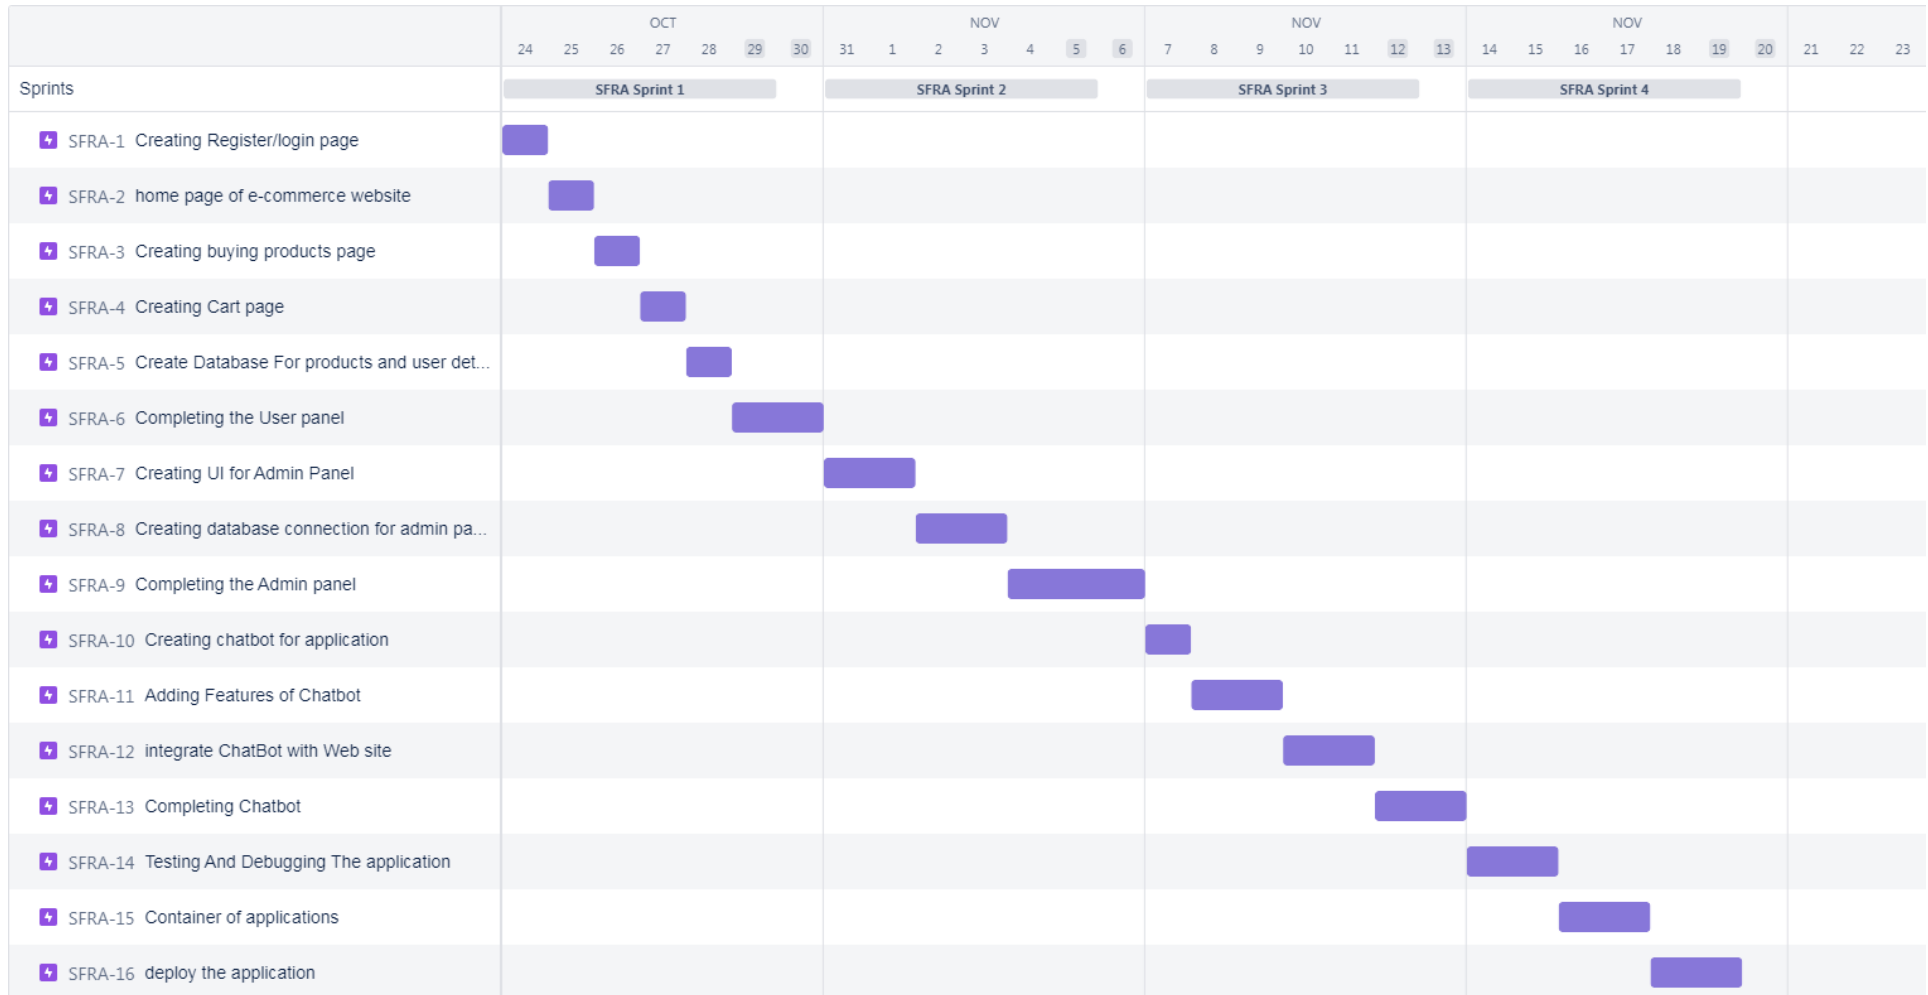 OCT NOV NOV NOV
24 25 26 27 28 29 30 31 1 2 3 4 5 6 7 8 9 10 11 12 13 14 15 16 17 18 19 20 21 22 23
Sprints SFRA Sprint 1 SFRA Sprint 2 SFRA Sprint 3 SFRA Sprint 4
SFRA-1 Creating Register/login page
SFRA-2 home page of e-commerce website
SFRA-3 Creating buying products page
SFRA-4 Creating Cart page
SFRA-5 Create Database For products and user det...
SFRA-6 Completing the User panel
SFRA-7 Creating UI for Admin Panel
SFRA-8 Creating database connection for admin pa...
SFRA-9 Completing the Admin panel
SFRA-10 Creating chatbot for application
SFRA-11 Adding Features of Chatbot
SFRA-12 integrate ChatBot with Web site
SFRA-13 Completing Chatbot
SFRA-14 Testing And Debugging The application
SFRA-15 Container of applications
SFRA-16 deploy the application